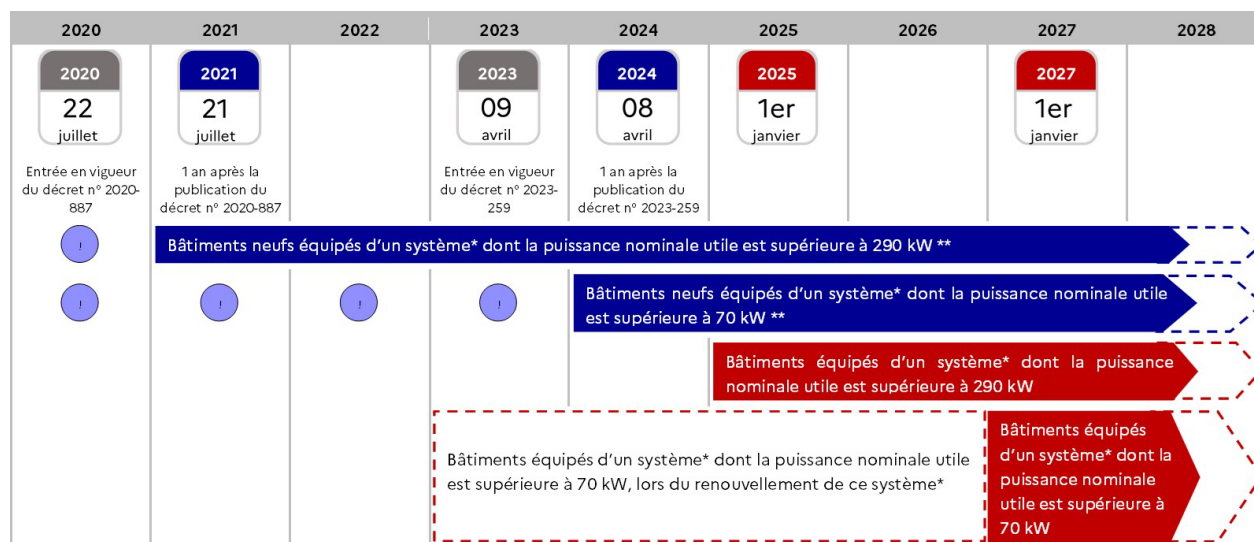 2020 2021 2022 2023 2024 2025 2026 2027 2028
2020 2021 2023 2024 2025 2027
22 21 09 08 1er 1er
juillet juillet avril avril janvier janvier
Entrée en vigueur
du décret n° 2020-
887
1 an après la
publication du
décret n° 2020-887
Entrée en vigueur
du décret n° 2023-
259
1 an après la
publication du
décret n° 2023-259
!
Bâtiments neufs équipés d’un système* dont la puissance nominale utile est supérieure à 290 kW **
! ! ! !
Bâtiments neufs équipés d’un système* dont la puissance nominale utile
est supérieure à 70 kW **
Bâtiments équipés d’un système* dont la puissance
nominale utile est supérieure à 290 kW
Bâtiments équipés d’un système* dont la puissance nominale utile
est supérieure à 70 kW, lors du renouvellement de ce système*
Bâtiments équipés
d’un système* dont la
puissance nominale
utile est supérieure à
70 kW